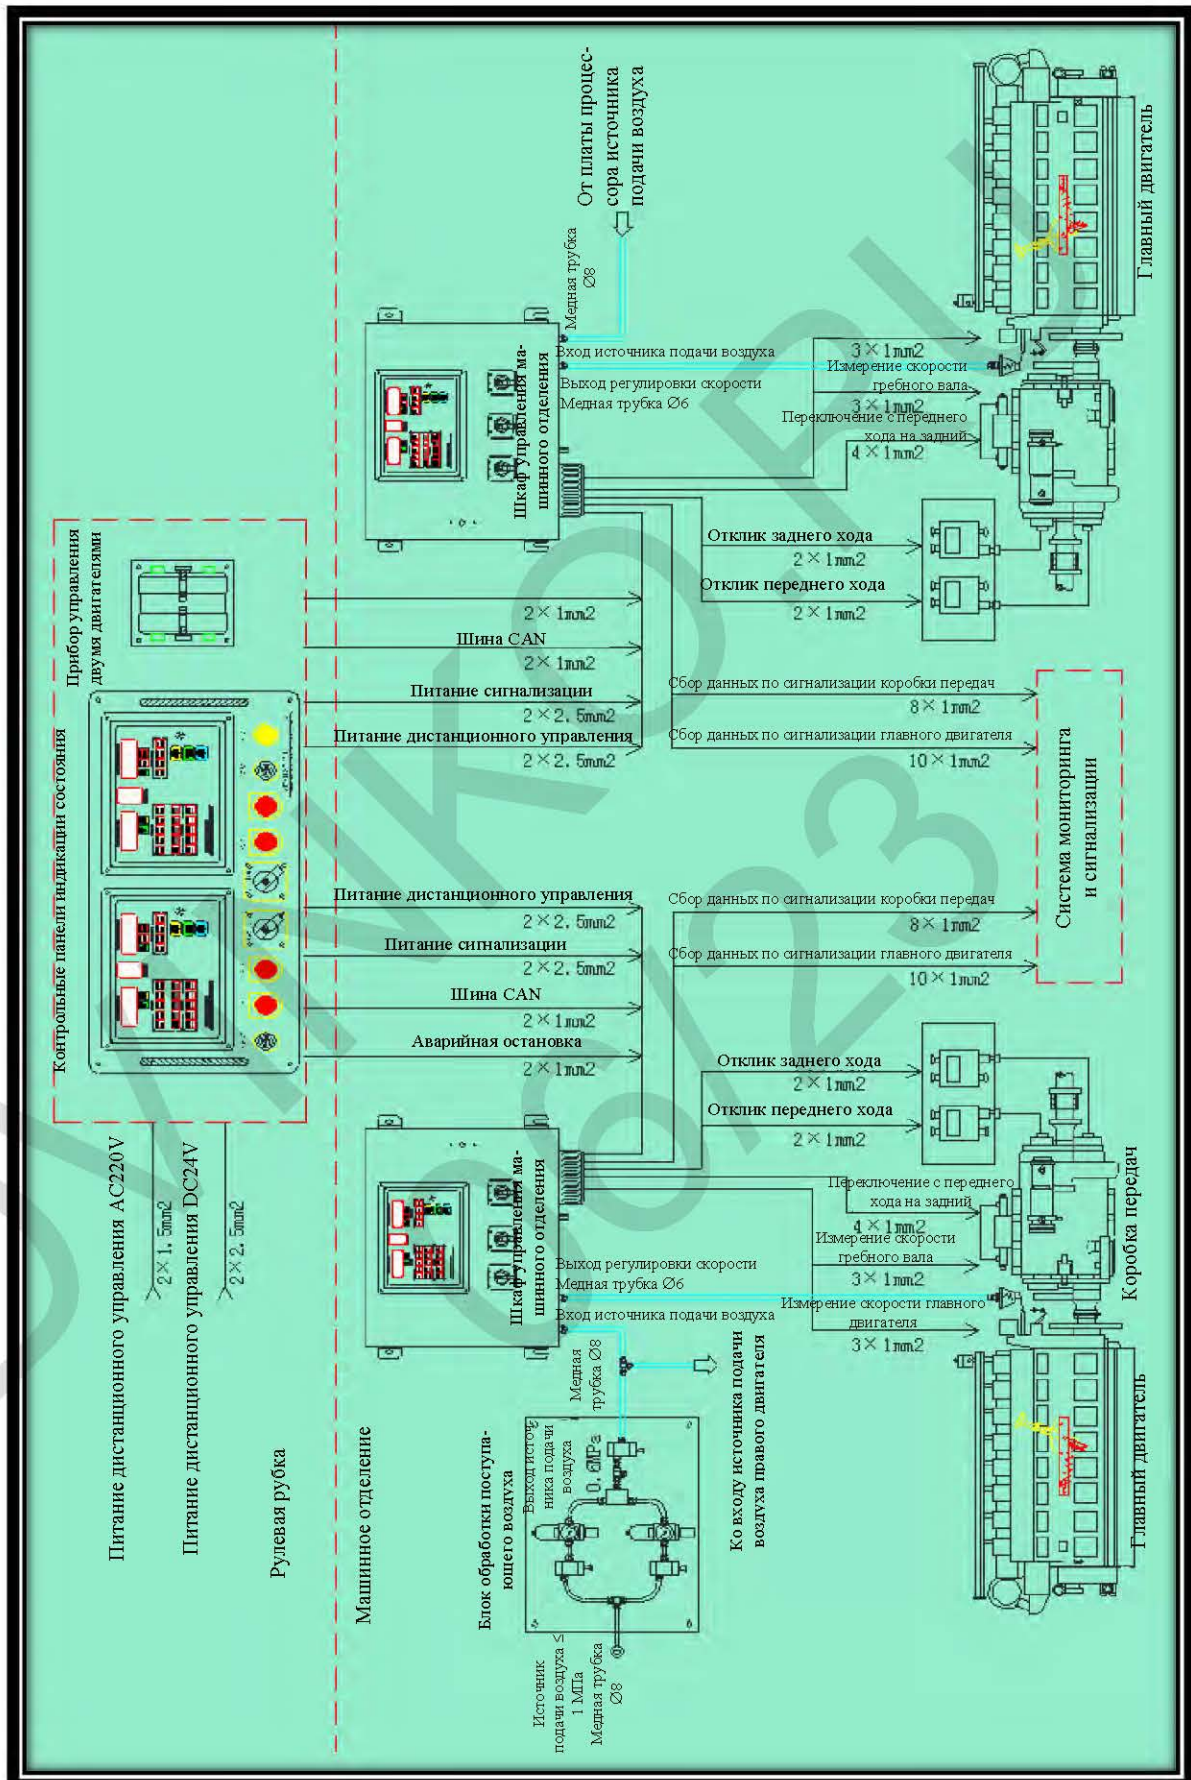 Питание дистанционного управления AC220V
2×1.5mm2
Питание дистанционного управления DC24V
2×2.5mm2
Рулевая рубка
Контрольные панели индикации состояния
Прибор управления
двумя двигателями
Машинное отделение
2×1mm2
Шина CAN
2×1mm2
Питание сигнализации
2×2.5mm2
Питание дистанционного управления
2×2.5mm2
Питание дистанционного управления
2×2.5mm2
Питание сигнализации
2×2.5mm2
Шина CAN
2×1mm2
Аварийная остановка
2×1mm2
От платы процес-
сора источника
подачи воздуха
Медная трубка
Ø8
Шкаф управления ма-
шинного отделения
Вход источника подачи воздуха
Выход регулировки скорости
Медная трубка Ø6
3×1mm2
Измерение скорости
гребного вала
3×1mm2
Переключение с переднего
хода на задний
4×1mm2
Отклик заднего хода
2×1mm2
Отклик переднего хода
2×1mm2
Главный двигатель
Сбор данных по сигнализации коробки передач
8×1mm2
Сбор данных по сигнализации главного двигателя
10×1mm2
Система мониторинга
и сигнализации
Сбор данных по сигнализации коробки передач
8×1mm2
Сбор данных по сигнализации главного двигателя
10×1mm2
Отклик заднего хода
2×1mm2
Отклик переднего хода
2×1mm2
Шкаф управления ма-
шинного отделения
Переключение с переднего
хода на задний
4×1mm2
Измерение скорости
гребного вала
3×1mm2
Выход регулировки скорости
Медная трубка Ø6
Вход источника подачи воздуха
Измерение скорости главного
двигателя
3×1mm2
Коробка передач
Главный двигатель
Медная
трубка Ø8
Ко входу источника подачи
воздуха правого двигателя
Блок обработки поступа-
ющего воздуха
Выход источ-
ника подачи
воздуха
0.6MPa
Источник
подачи воздуха ≤
1 МПа
Медная трубка
Ø8